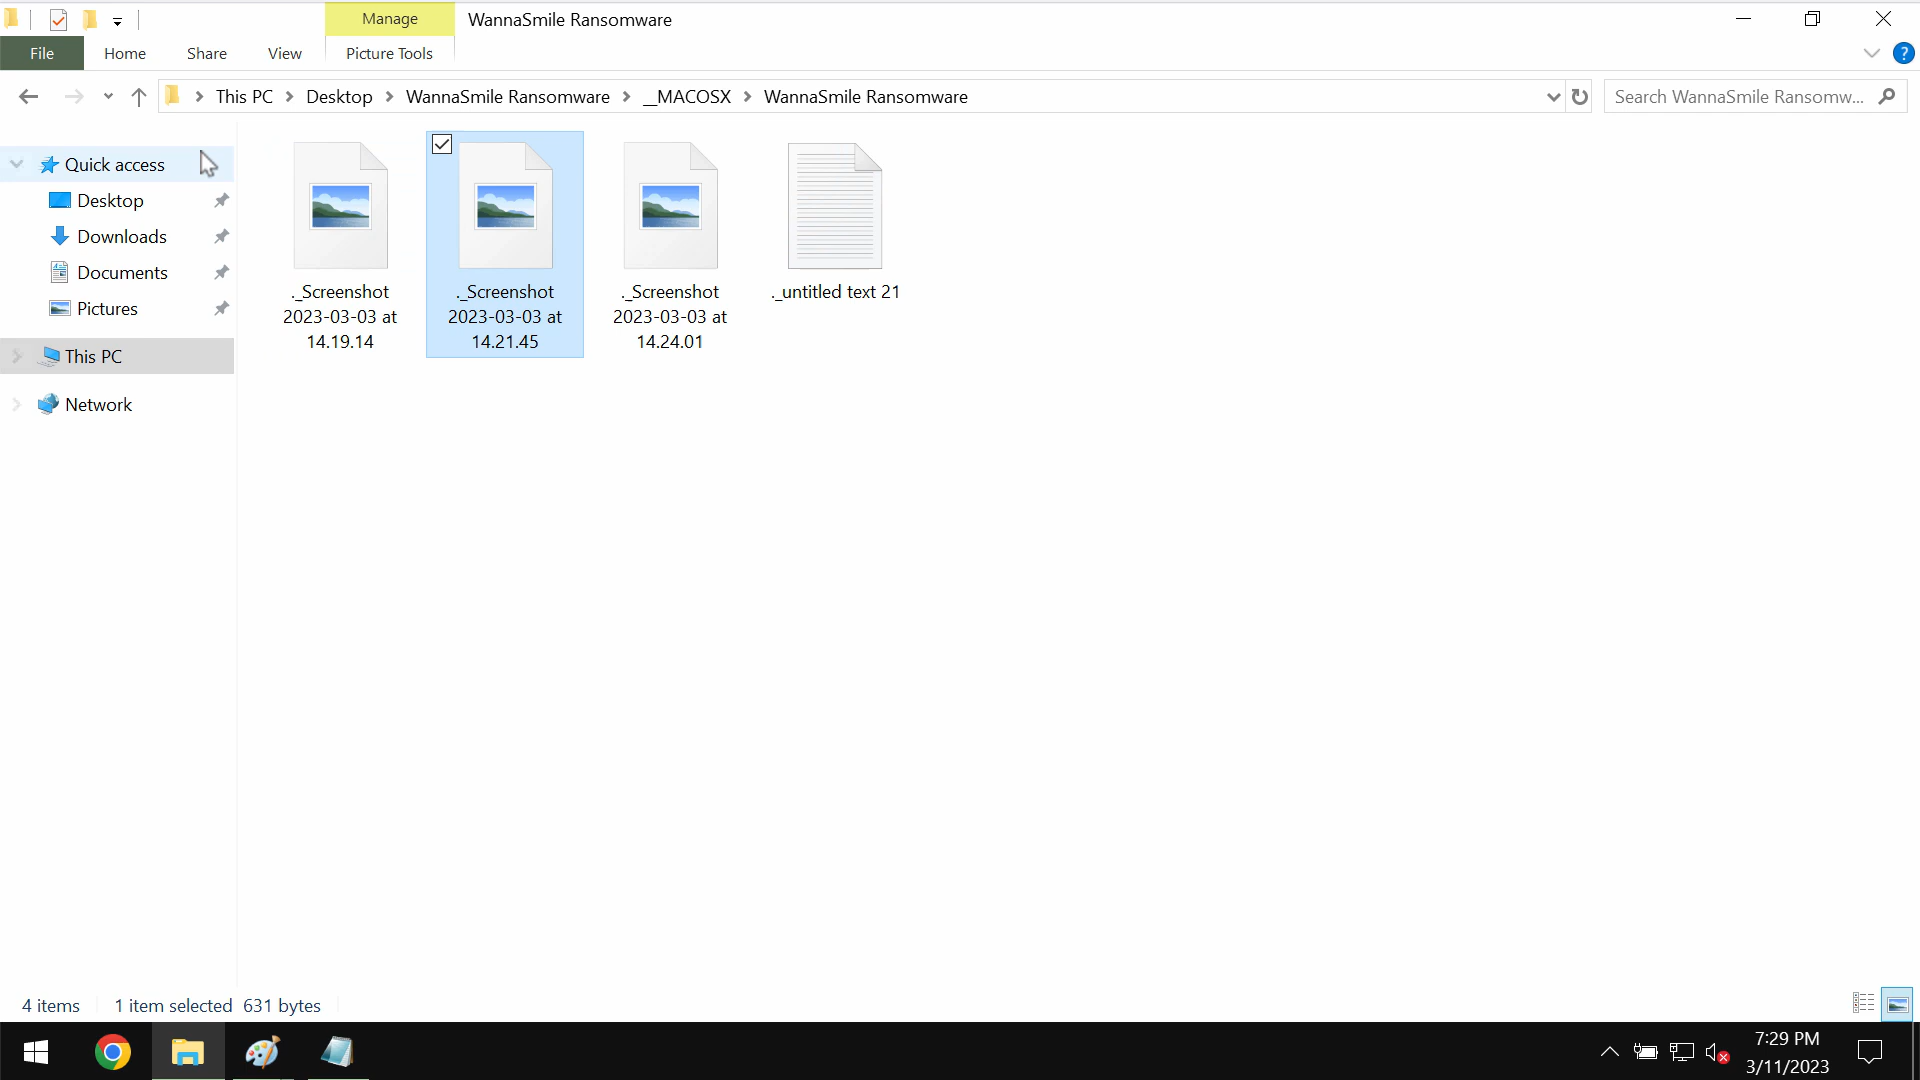 Manage
WannaSmile Ransomware
File
Home
Share
View
Picture Tools
?
This PC
Desktop
WannaSmile Ransomware
__MACOSX
WannaSmile Ransomware
Search WannaSmile Ransomw...
Quick access
Desktop
Downloads
Documents
Pictures
This PC
Network
._Screenshot
2023-03-03 at
14.19.14
._Screenshot
2023-03-03 at
14.21.45
._Screenshot
2023-03-03 at
14.24.01
._untitled text 21
4 items
1 item selected 631 bytes
7:29 PM
3/11/2023